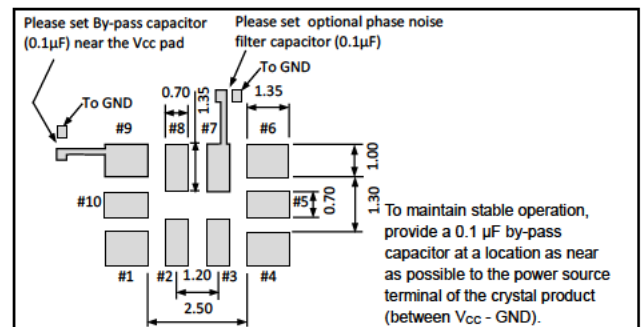 Please set By-pass capacitor
(0.1µF) near the Vcc pad
Please set optional phase noise
filter capacitor (0.1µF)
To GND
To GND
0.70
1.35
1.35
#9
#8
#7
#6
1.00
#10
#5
0.70
1.30
#1
#2
1.20
#3
#4
2.50
To maintain stable operation,
provide a 0.1 µF by-pass
capacitor at a location as near
as possible to the power source
terminal of the crystal product
(between VCC - GND).